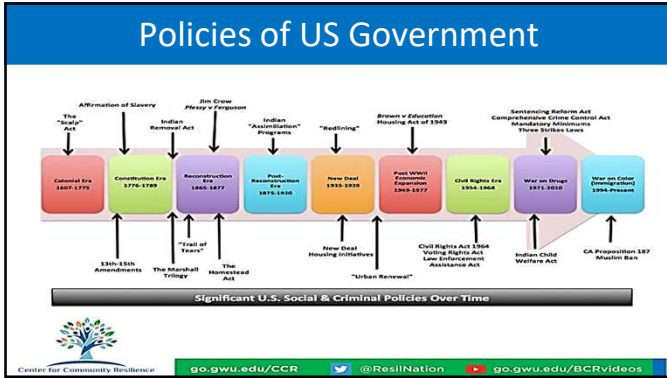 Policies of US Government
The
"Scalp"
Act
Affirmation of Slavery
Indian
Removal Act
Jim Crow
Plessy v Ferguson
Indian
"Assimilation"
Programs
"Redlining"
Brown v Education
Housing Act of 1949
Sentencing Reform Act
Comprehensive Crime Control Act
Mandatory Minimums
Three Strikes Laws
Colonial Era
1607-1775
Constitution Era
1776-1789
Reconstruction
Era
1865-1877
Post-
Reconstruction
Era
1875-1920
New Deal
1933-1939
Post WWII
Economic
Expansion
1949-1977
Civil Rights Era
1954-1968
War on Drugs
1971-2010
War on Color
(Immigration)
1994-Present
13th-15th
Amendments
The Marshall
Trilogy
"Trail of
Tears"
The
Homestead
Act
New Deal
Housing Initiatives
"Urban Renewal"
Civil Rights Act 1964
Voting Rights Act
Law Enforcement
Assistance Act
Indian Child
Welfare Act
CA Proposition 187
Muslim Ban
Significant U.S. Social & Criminal Policies Over Time
Center for Community Resilience
go.gwu.edu/CCR
@ResilNation
go.gwu.edu/BCRvideos